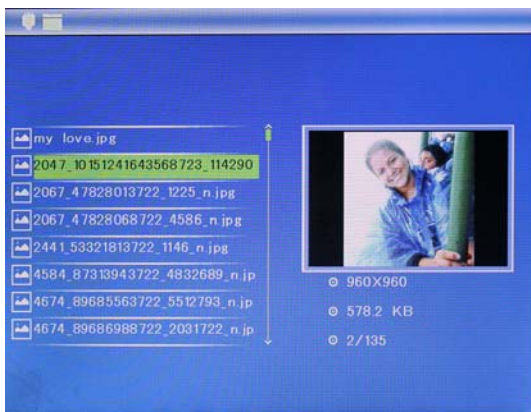 my love.jpg
2047_10151241643568723_114290
2067_47828013722_1225_n.jpg
2067_47828068722_4586_n.jpg
2441_53321813722_1146_n.jpg
4584_87313943722_4832689_n.jp
4674_89685563722_5512793_n.jp
4674_89686988722_2031722_n.jp
960X960
578.2 KB
2/135